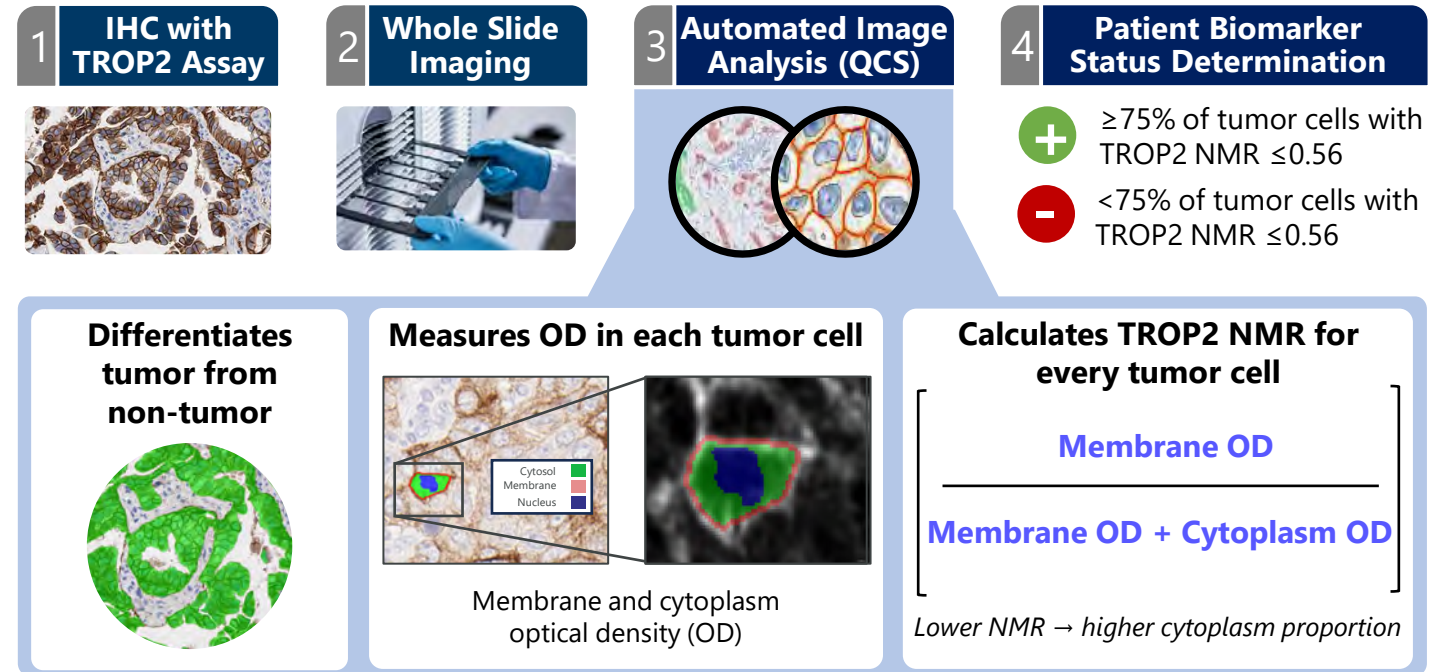 1
IHC with
TROP2 Assay
2
Whole Slide
Imaging
3
Automated Image
Analysis (QCS)
4
Patient Biomarker
Status Determination
+
≥75% of tumor cells with
TROP2 NMR ≤0.56
-
<75% of tumor cells with
TROP2 NMR ≤0.56
Differentiates
tumor from
non-tumor
Measures OD in each tumor cell
Cytosol
Membrane
Nucleus
Membrane and cytoplasm
optical density (OD)
Calculates TROP2 NMR for
every tumor cell
Membrane OD
Membrane OD + Cytoplasm OD
Lower NMR → higher cytoplasm proportion